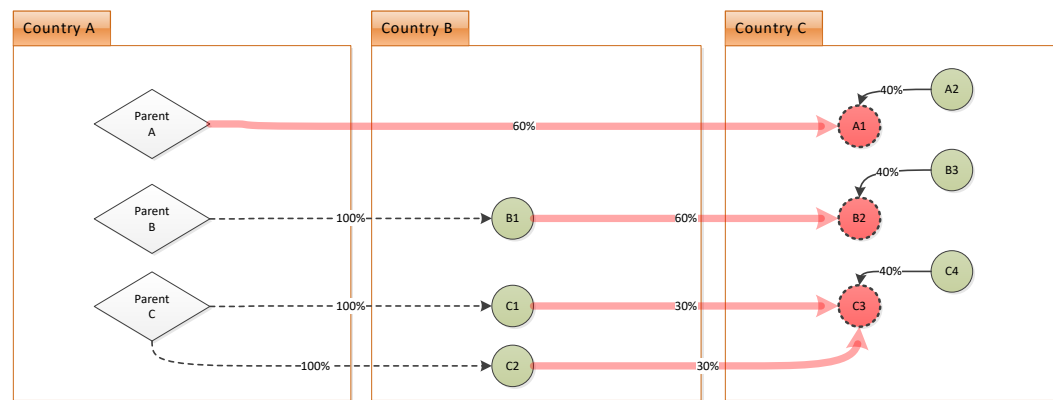 Country A
Country B
Country C
A2
40%
Parent
A
60%
A1
B3
40%
Parent
B
100%
B1
60%
B2
C4
40%
Parent
C
100%
C1
30%
C3
100%
C2
30%